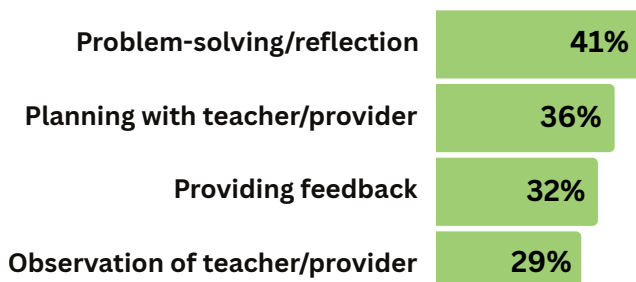 Problem-solving/reflection 41%
Planning with teacher/provider 36%
Providing feedback 32%
Observation of teacher/provider 29%